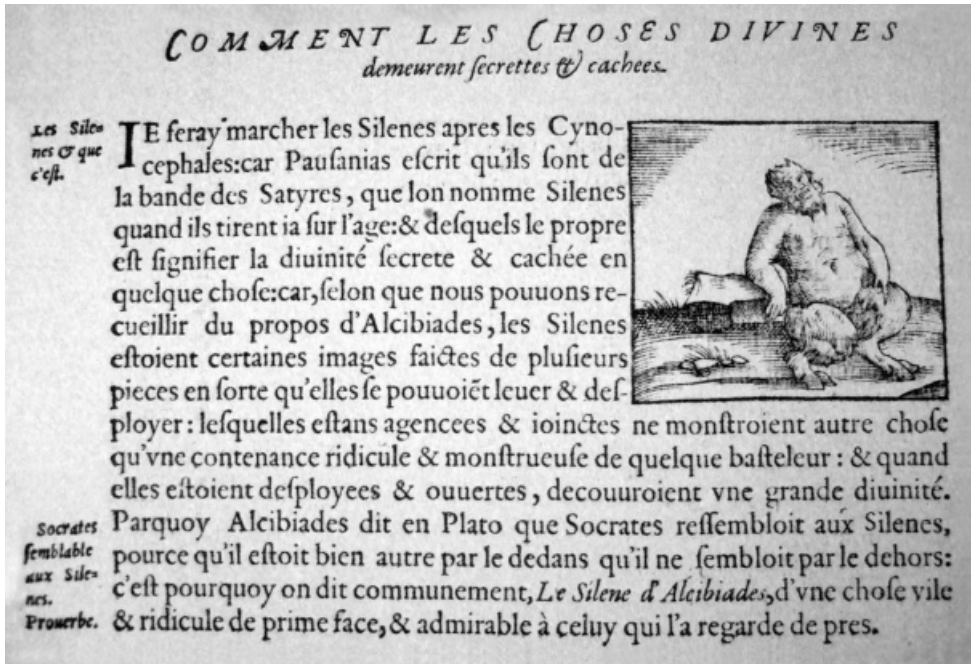 COMMENT LES CHOSES DIVINES
demeurent ſecrettes & cachees.
Les Sile-
nes & que
c'eſt.
IE feray marcher les Silenes apres les Cyno-
cephales:car Pauſanias eſcrit qu'ils ſont de
la bande des Satyres, que lon nomme Silenes
quand ils tirent ia ſur l'age:& deſquels le propre
eſt ſignifier la diuinité ſecrete & cachée en
quelque choſe:car,ſelon que nous pouuons re-
cueillir du propos d'Alcibiades, les Silenes
eſtoient certaines images faictes de pluſieurs
pieces en ſorte qu'elles ſe pouuoiẽt leuer & deſ-
ployer: leſquelles eſtans agencees & ioinctes ne monſtroient autre choſe
qu'vne contenance ridicule & monſtrueuſe de quelque baſteleur: & quand
elles eſtoient deſployees & ouuertes, decouuroient vne grande diuinité.
Parquoy Alcibiades dit en Plato que Socrates reſſembloit aux Silenes,
pource qu'il eſtoit bien autre par le dedans qu'il ne ſembloit par le dehors:
c'eſt pourquoy on dit communement, Le Silene d'Alcibiades,d'vne choſe vile
& ridicule de prime face, & admirable à celuy qui l'a regarde de pres.
Socrates
ſemblable
aux Sile-
nes.
Prouerbe.